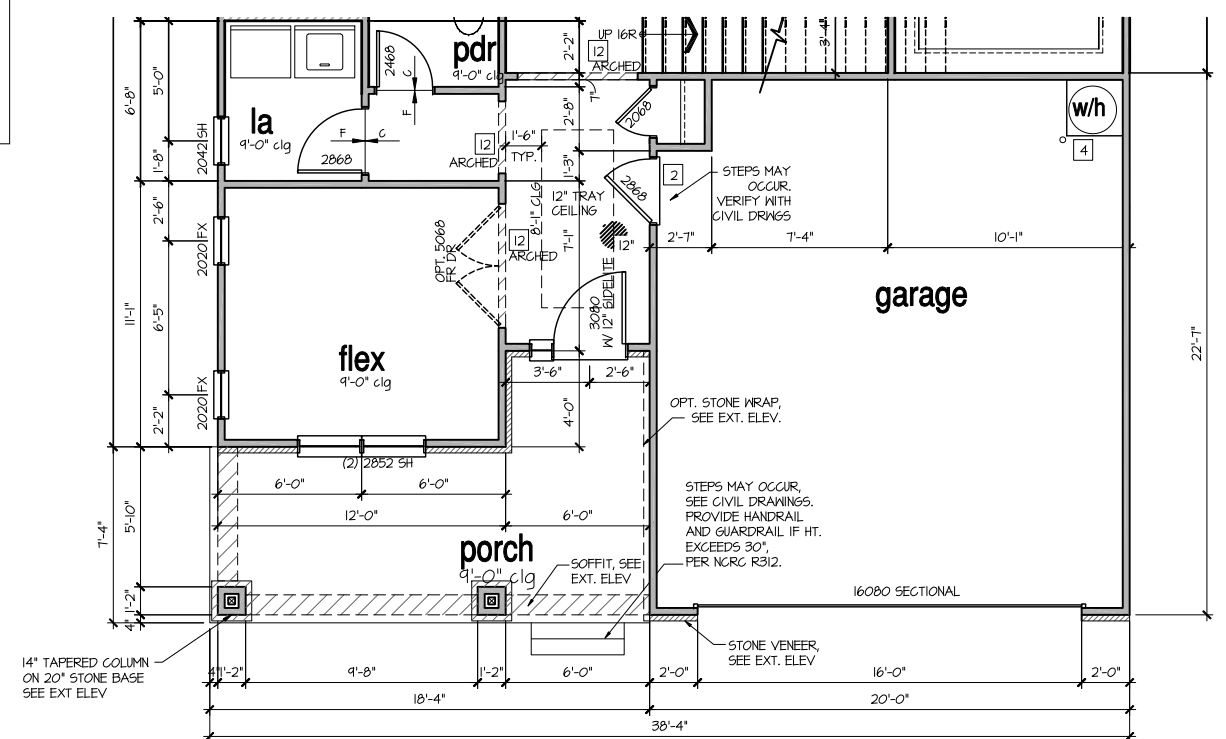 UP 16R
12
ARCHED
pdr
9'-0" clg
2468
C
F
2'-2"
3'-4"
5'-0"
6'-8"
la
9'-0" clg
F
C
2868
2042 SH
1'-8"
12
ARCHED
1'-6"
TYP.
7"
2'-8"
1'-3"
2068
2868
2
w/h
4
STEPS MAY
OCCUR.
VERIFY WITH
CIVIL DRWGS
12" TRAY
CEILING
8'-1" CLG
12"
7'-1"
12
ARCHED
OPT. 5068
FR DR
2'-7"
7'-4"
10'-1"
garage
22'-7"
2'-6"
2020 FX
6'-5"
11'-1"
2020 FX
2'-2"
flex
9'-0" clg
3080
W/ 12" SIDELITE
3'-6"
2'-6"
4'-0"
OPT. STONE WRAP,
SEE EXT. ELEV.
(2) 2852 SH
6'-0"
6'-0"
12'-0"
6'-0"
STEPS MAY OCCUR,
SEE CIVIL DRAWINGS.
PROVIDE HANDRAIL
AND GUARDRAIL IF HT.
EXCEEDS 30",
PER NCRC R312.
7'-4"
5'-10"
1'-2"
4"
porch
9'-0" clg
SOFFIT, SEE
EXT. ELEV
16080 SECTIONAL
STONE VENEER,
SEE EXT. ELEV
14" TAPERED COLUMN
ON 20" STONE BASE
SEE EXT ELEV
4"
1'-2"
9'-8"
1'-2"
6'-0"
2'-0"
16'-0"
2'-0"
18'-4"
20'-0"
38'-4"